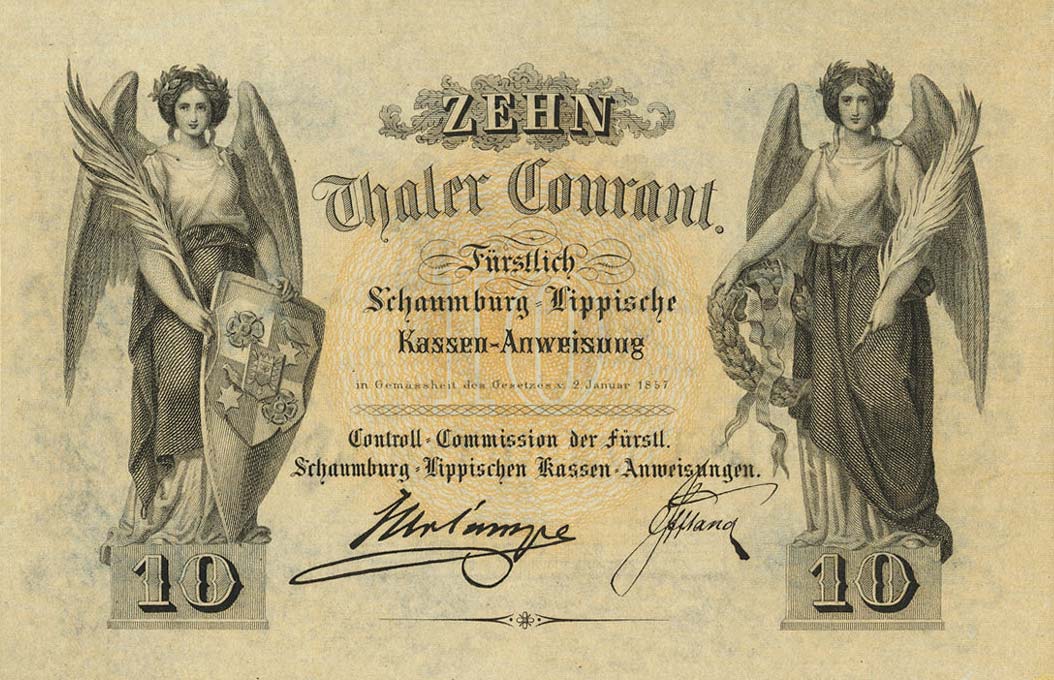 ZEHN
Thaler Courant.
Fürstlich
Schaumburg=Lippische
Kassen-Anweisung
in Gemässheit des Gesetzes v. 2. Januar 1857
Controll=Commission der Fürstl.
Schaumburg=Lippischen Kassen=Anweisungen.
10
10
10